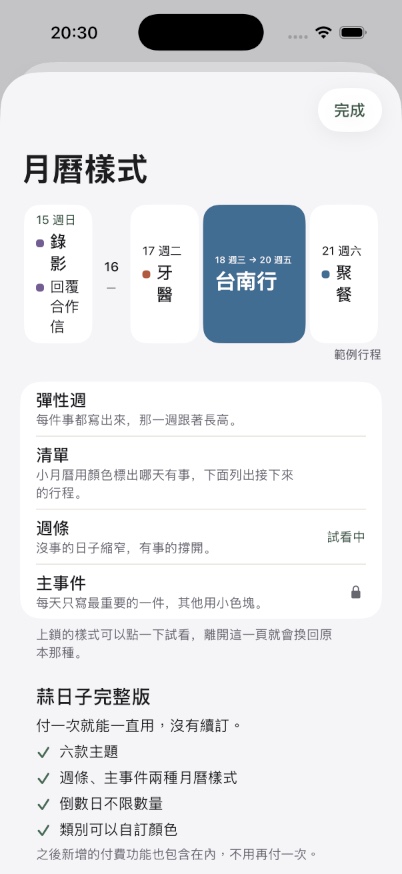 20:30
完成
月曆樣式
15 週日
錄
影
回覆
合作
信
16
–
17 週二
牙
醫
18 週三 → 20 週五
台南行
21 週六
聚
餐
範例行程
彈性週
每件事都寫出來，那一週跟著長高。
清單
小月曆用顏色標出哪天有事，下面列出接下來
的行程。
週條
沒事的日子縮窄，有事的撐開。
試看中
主事件
每天只寫最重要的一件，其他用小色塊。
上鎖的樣式可以點一下試看，離開這一頁就會換回原
本那種。
蒜日子完整版
付一次就能一直用，沒有續訂。
六款主題
週條、主事件兩種月曆樣式
倒數日不限數量
類別可以自訂顏色
之後新增的付費功能也包含在內，不用再付一次。